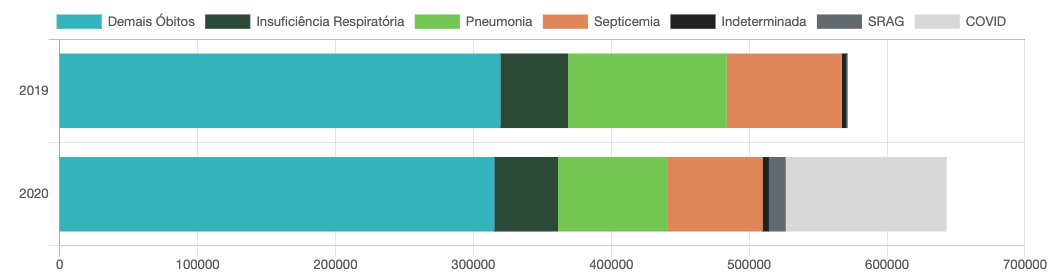 Demais Óbitos Insuficiência Respiratória Pneumonia Septicemia Indeterminada SRAG COVID
2019
2020
0 100000 200000 300000 400000 500000 600000 700000